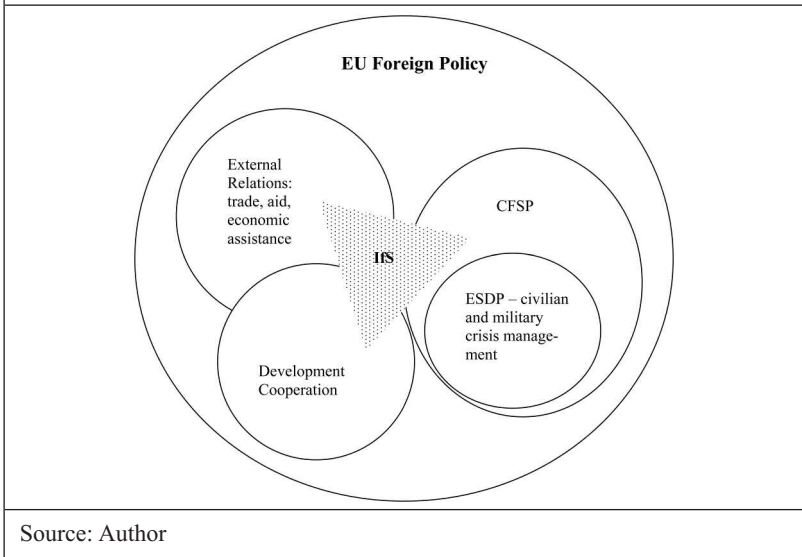 EU Foreign Policy
External
Relations:
trade, aid,
economic
assistance
CFSP
IfS
ESDP – civilian
and military
crisis manage-
ment
Development
Cooperation
Source: Author